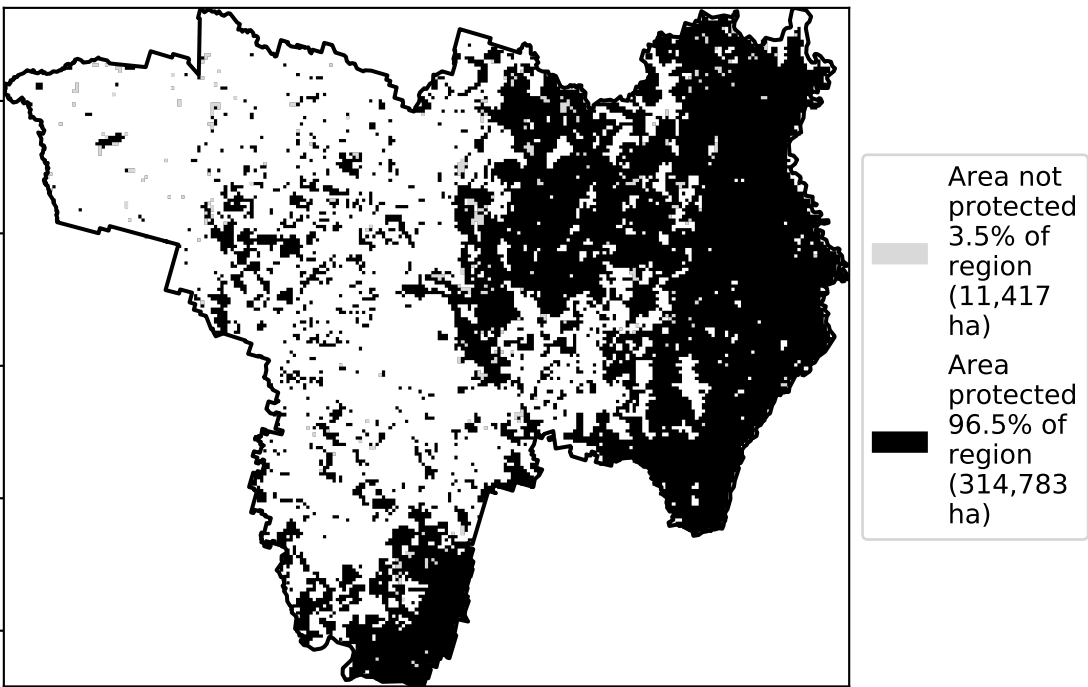 Area not
protected
3.5% of
region
(11,417
ha)
Area
protected
96.5% of
region
(314,783
ha)